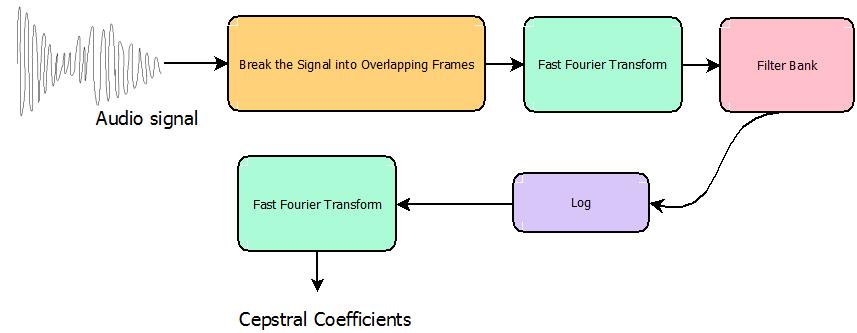 Audio signal
Break the Signal into Overlapping Frames
Fast Fourier Transform
Filter Bank
Log
Fast Fourier Transform
Cepstral Coefficients